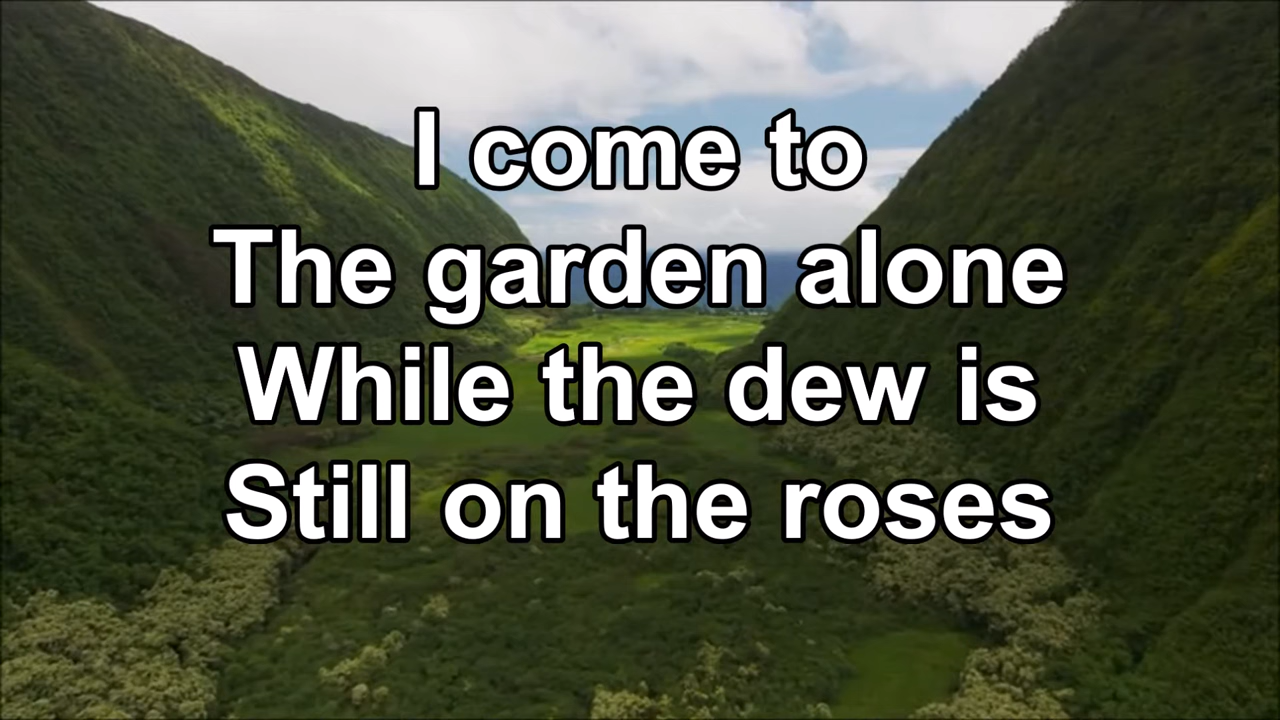 I come to
The garden alone
While the dew is
Still on the roses